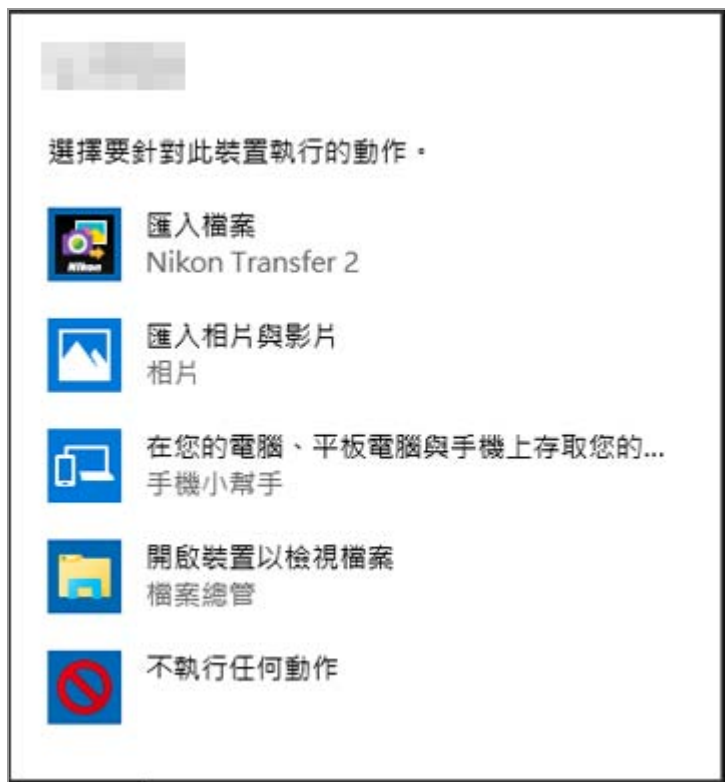 選擇要針對此裝置執行的動作。
匯入檔案
Nikon Transfer 2
匯入相片與影片
相片
在您的電腦、平板電腦與手機上存取您的...
手機小幫手
開啟裝置以檢視檔案
檔案總管
不執行任何動作
Nikon